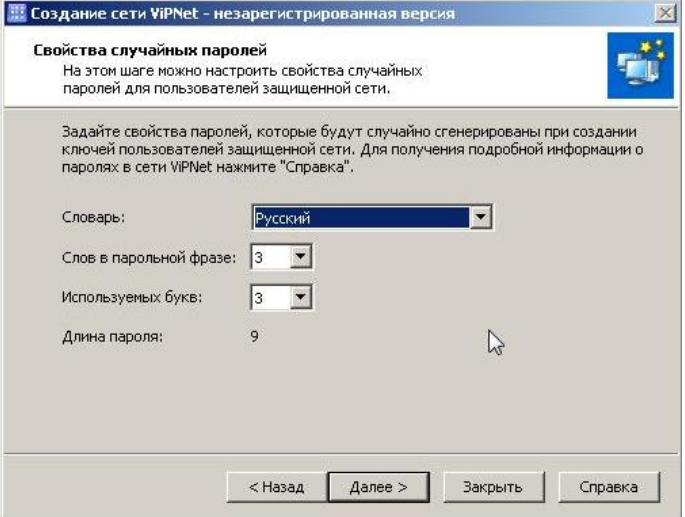 Создание сети ViPNet - незарегистрированная версия
Свойства случайных паролей
На этом шаге можно настроить свойства случайных
паролей для пользователей защищенной сети.
Задайте свойства паролей, которые будут случайно сгенерированы при создании
ключей пользователей защищенной сети. Для получения подробной информации о
паролях в сети ViPNet нажмите "Справка".
Словарь: Русский
Слов в парольной фразе: 3
Используемых букв: 3
Длина пароля: 9
< Назад Далее > Закрыть Справка